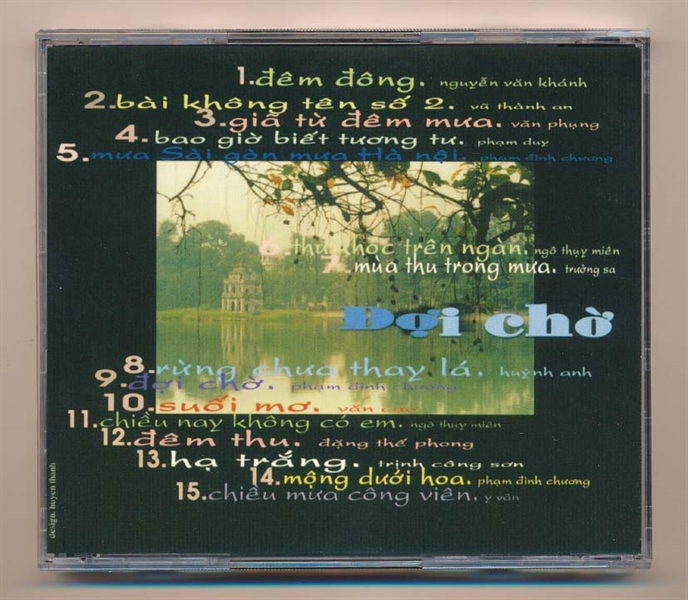 1.đêm đông. nguyễn văn khánh
2.bài không tên số 2. vũ thành an
3.giã từ đêm mưa. văn phụng
4.bao giờ biết tương tư. phạm duy
5.mưa Sài gòn mưa Hà nội. phạm đình chương
6.thu khóc trên ngàn. ngô thụy miên
7.mùa thu trong mưa. trường sa
Đợi chờ
8.rừng chưa thay lá. huỳnh anh
9.đợi chờ. phạm đình chương
10.suối mơ. văn cao
11.chiều nay không có em. ngô thụy miên
12.đêm thu. đặng thế phong
13.hạ trắng. trịnh công sơn
14.mộng dưới hoa. phạm đình chương
15.chiều mưa công viên. y vân
design. huyen thanh